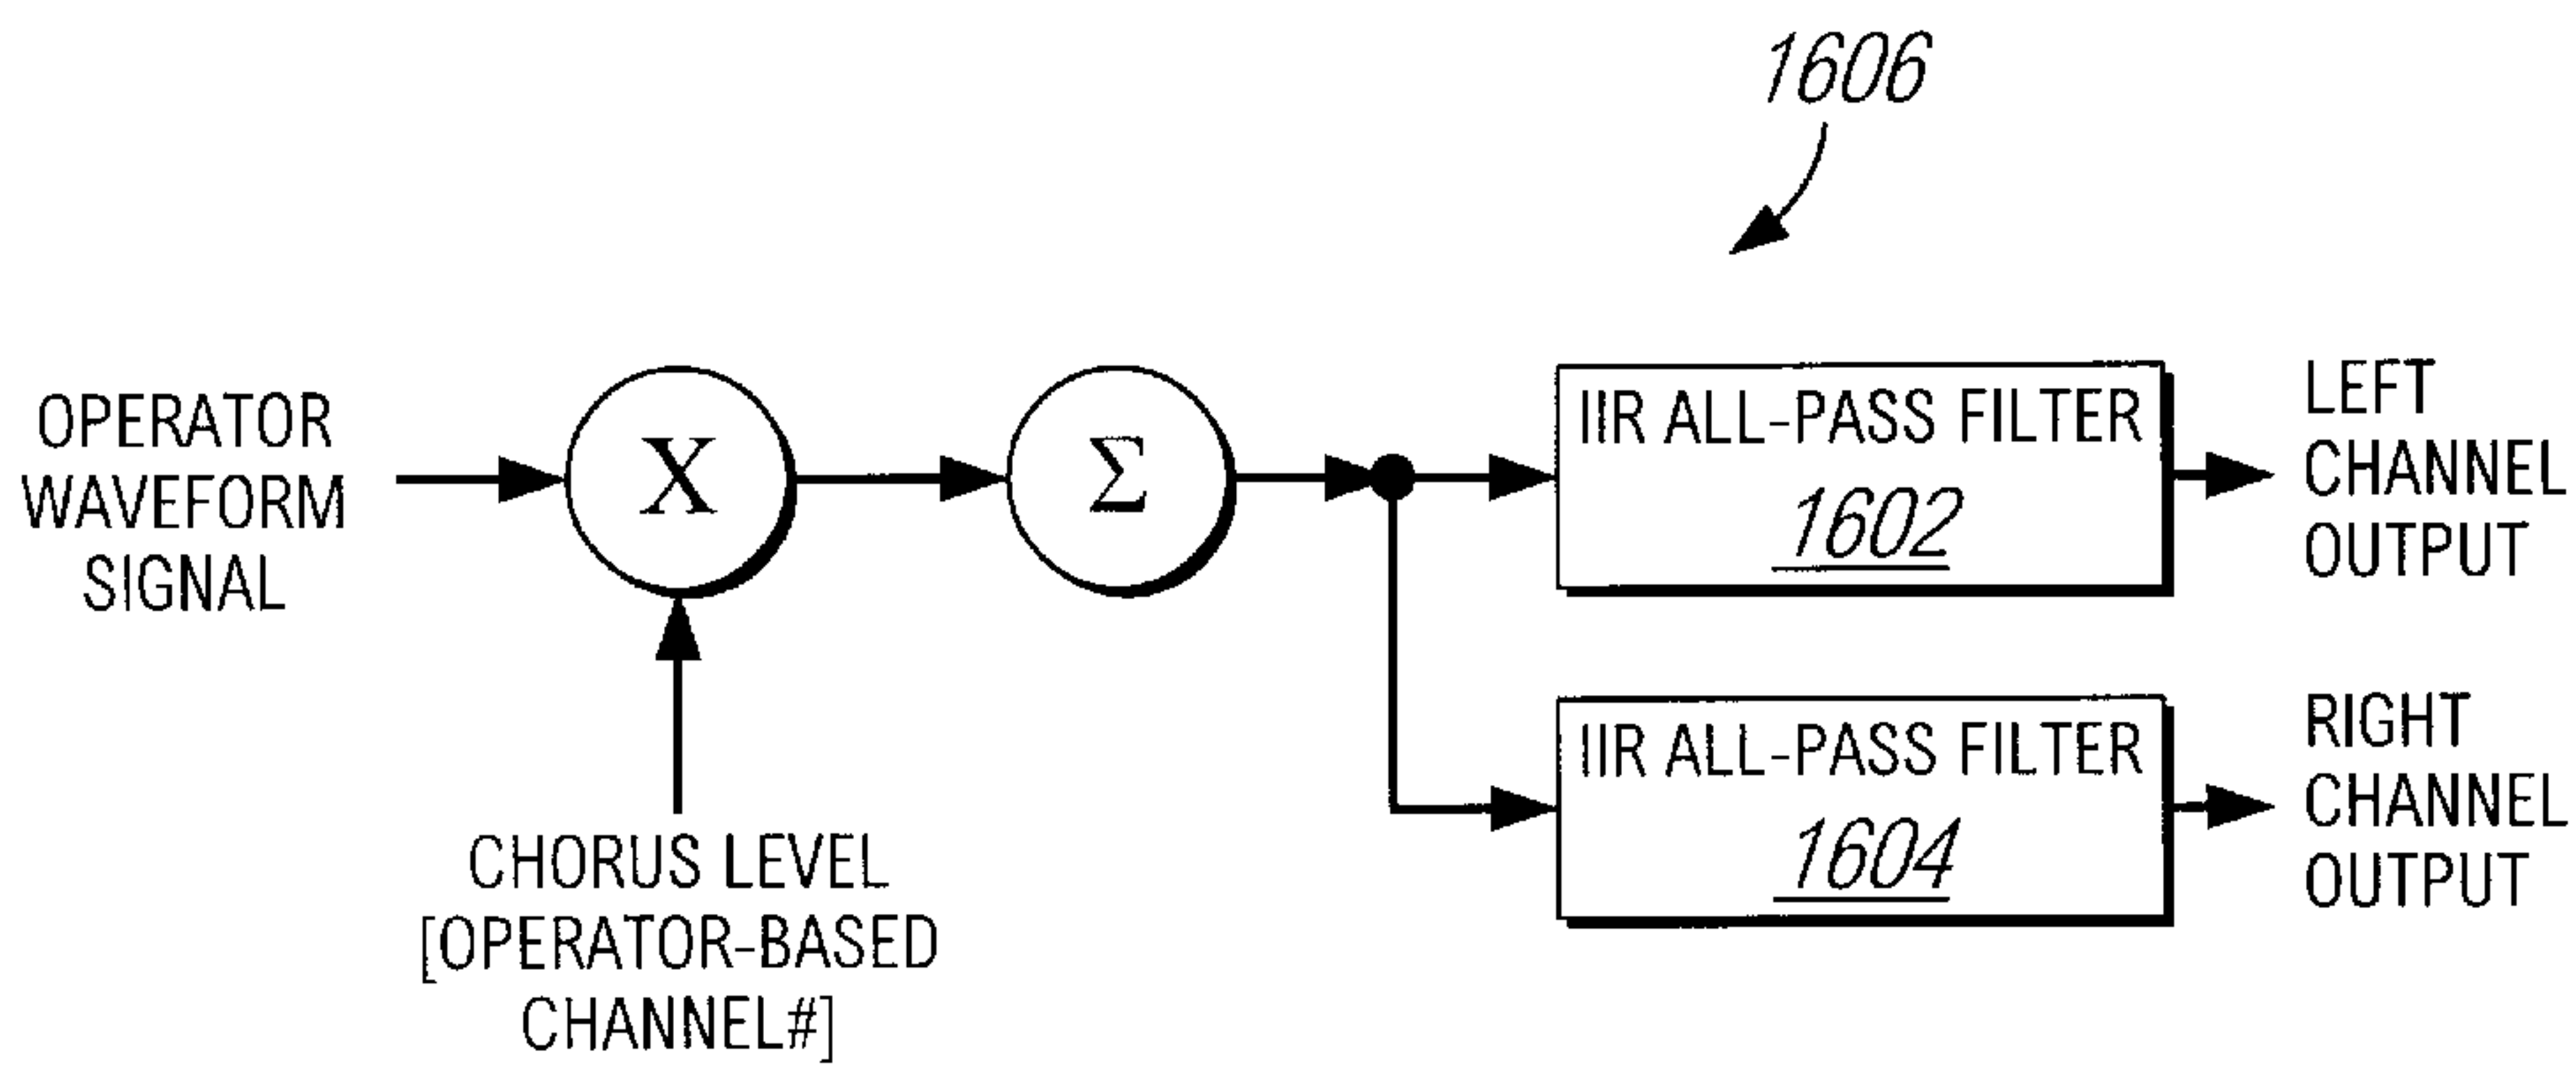 1606
OPERATOR
WAVEFORM
SIGNAL
X
Σ
IIR ALL-PASS FILTER
1602
LEFT
CHANNEL
OUTPUT
IIR ALL-PASS FILTER
1604
RIGHT
CHANNEL
OUTPUT
CHORUS LEVEL
[OPERATOR-BASED
CHANNEL#]